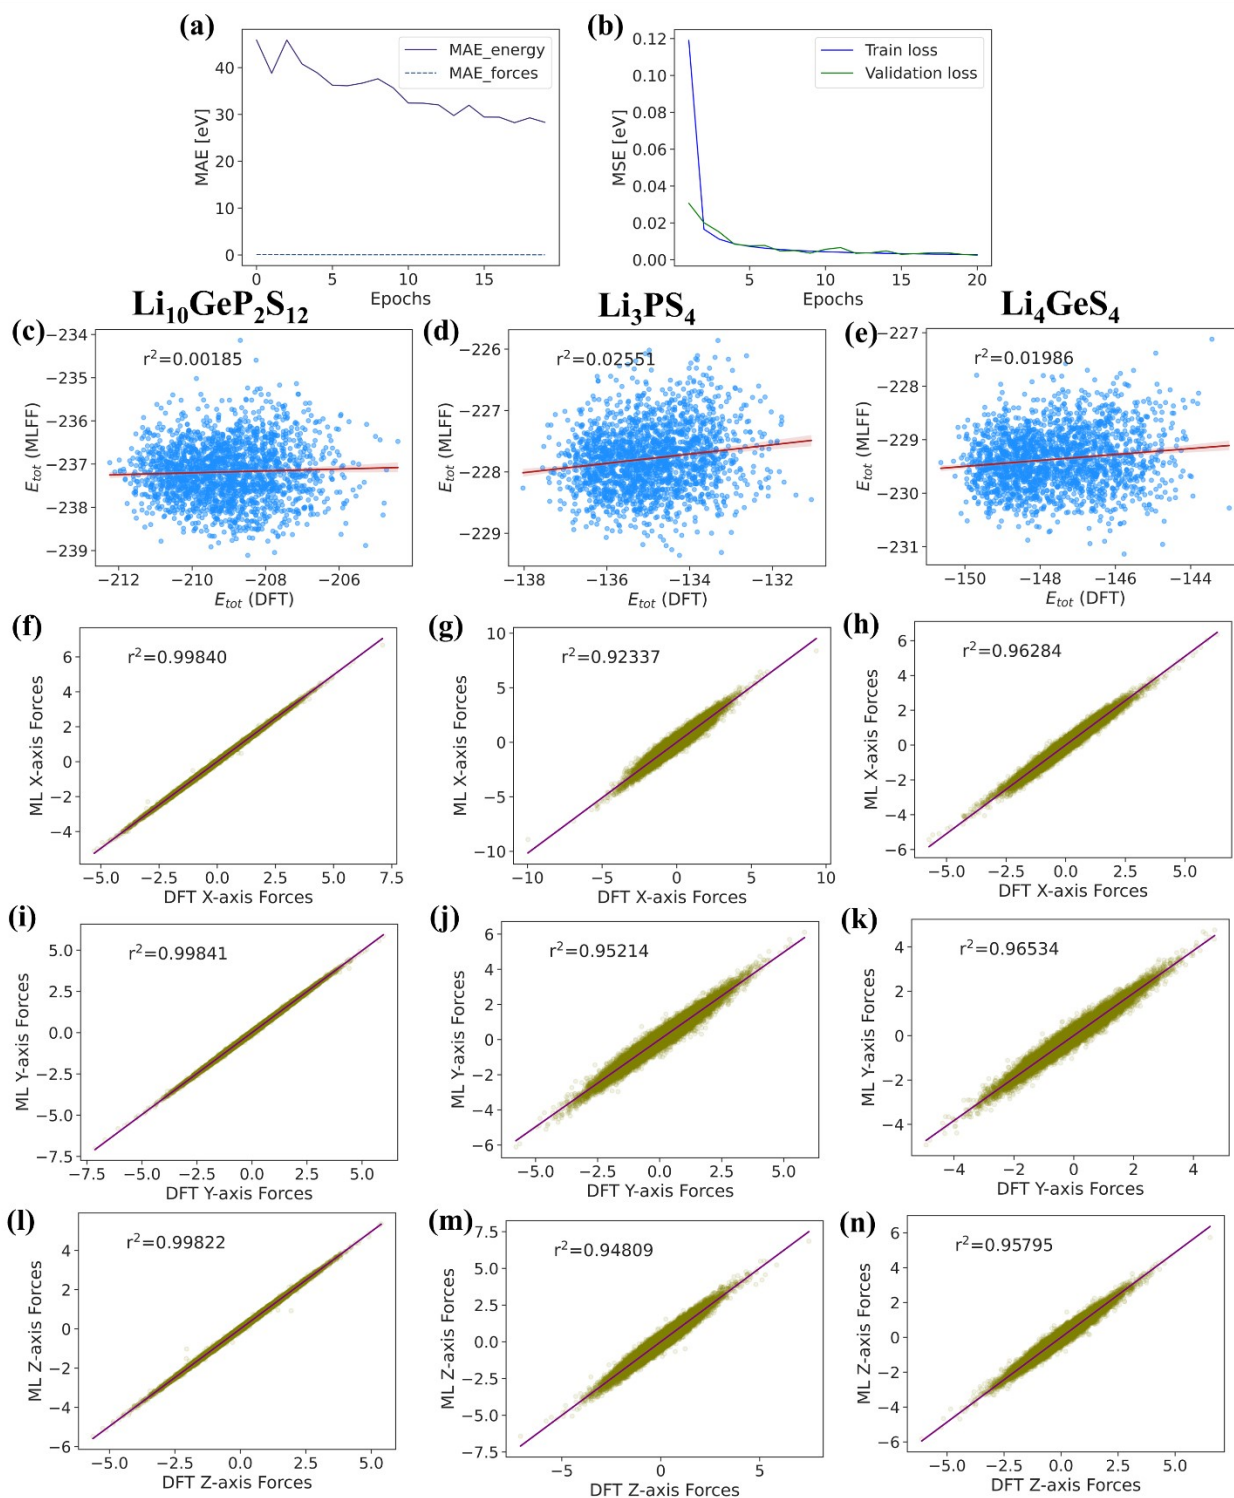 (a)
MAE_energy
MAE_forces
MAE [eV]
40
30
20
10
0
0 5 10 15
Epochs
(b)
Train loss
Validation loss
MSE [eV]
0.12
0.10
0.08
0.06
0.04
0.02
0.00
5 10 15 20
Epochs
Li₁₀GeP₂S₁₂
(c)
r²=0.00185
E_tot (MLFF)
−234
−235
−236
−237
−238
−239
−212 −210 −208 −206
E_tot (DFT)
Li₃PS₄
(d)
r²=0.02551
E_tot (MLFF)
−226
−227
−228
−229
−138 −136 −134 −132
E_tot (DFT)
Li₄GeS₄
(e)
r²=0.01986
E_tot (MLFF)
−227
−228
−229
−230
−231
−150 −148 −146 −144
E_tot (DFT)
(f)
r²=0.99840
ML X-axis Forces
6
4
2
0
−2
−4
−5.0 −2.5 0.0 2.5 5.0 7.5
DFT X-axis Forces
(g)
r²=0.92337
ML X-axis Forces
10
5
0
−5
−10
−10 −5 0 5 10
DFT X-axis Forces
(h)
r²=0.96284
ML X-axis Forces
6
4
2
0
−2
−4
−6
−5.0 −2.5 0.0 2.5 5.0
DFT X-axis Forces
(i)
r²=0.99841
ML Y-axis Forces
5.0
2.5
0.0
−2.5
−5.0
−7.5
−7.5 −5.0 −2.5 0.0 2.5 5.0
DFT Y-axis Forces
(j)
r²=0.95214
ML Y-axis Forces
6
4
2
0
−2
−4
−6
−5.0 −2.5 0.0 2.5 5.0
DFT Y-axis Forces
(k)
r²=0.96534
ML Y-axis Forces
4
2
0
−2
−4
−4 −2 0 2 4
DFT Y-axis Forces
(l)
r²=0.99822
ML Z-axis Forces
4
2
0
−2
−4
−6
−5.0 −2.5 0.0 2.5 5.0
DFT Z-axis Forces
(m)
r²=0.94809
ML Z-axis Forces
7.5
5.0
2.5
0.0
−2.5
−5.0
−7.5
−5 0 5
DFT Z-axis Forces
(n)
r²=0.95795
ML Z-axis Forces
6
4
2
0
−2
−4
−6
−5.0 −2.5 0.0 2.5 5.0
DFT Z-axis Forces